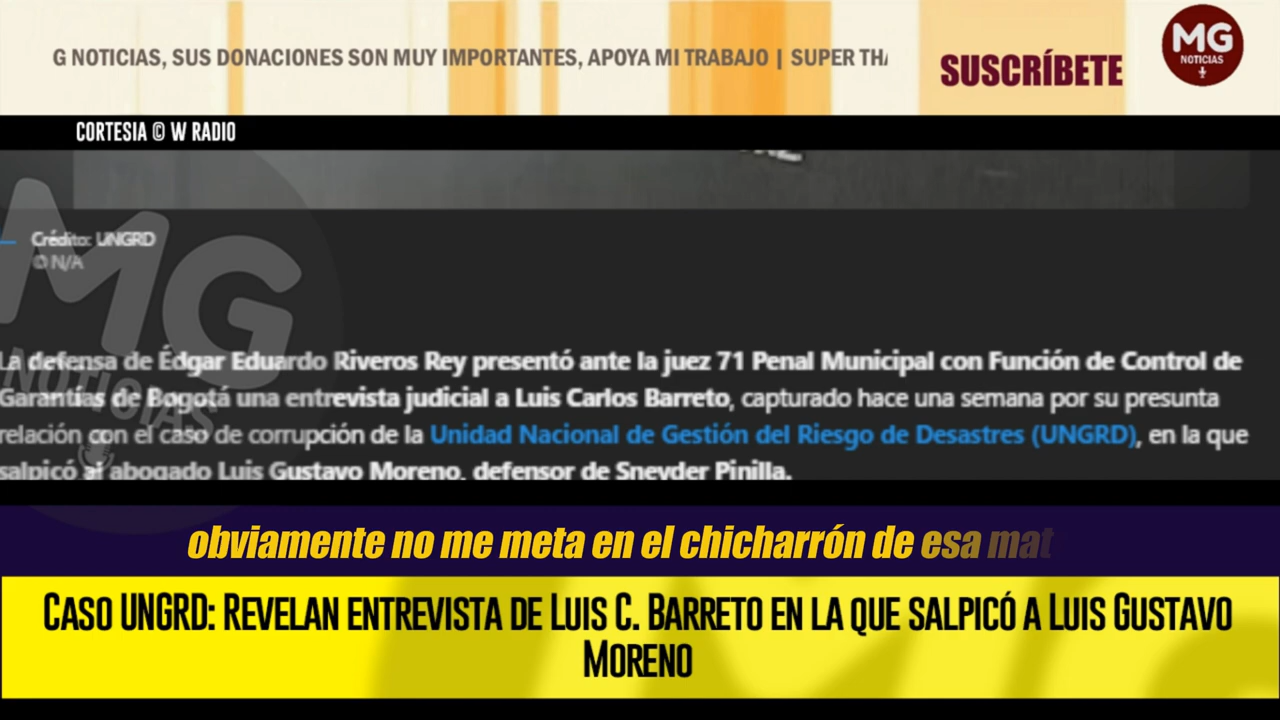 G NOTICIAS, SUS DONACIONES SON MUY IMPORTANTES, APOYA MI TRABAJO | SUPER
SUSCRÍBETE
MG
NOTICIAS
CORTESIA © W RADIO
MG
NOTICIAS
Crédito: UNGRD
© N/A
La defensa de Édgar Eduardo Riveros Rey presentó ante la juez 71 Penal Municipal con Función de Control de
Garantías de Bogotá una entrevista judicial a Luis Carlos Barreto, capturado hace una semana por su presunta
relación con el caso de corrupción de la Unidad Nacional de Gestión del Riesgo de Desastres (UNGRD), en la que
salpicó al abogado Luis Gustavo Moreno, defensor de Sneyder Pinilla.
obviamente no me meta en el chicharrón de esa mat
CASO UNGRD: REVELAN ENTREVISTA DE LUIS C. BARRETO EN LA QUE SALPICÓ A LUIS GUSTAVO
MORENO